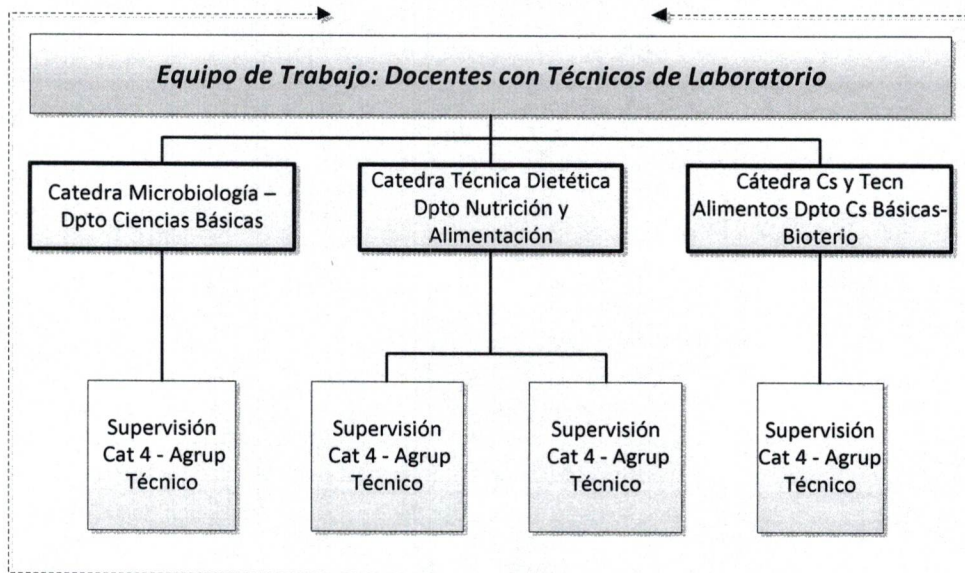 Equipo de Trabajo: Docentes con Técnicos de Laboratorio
Catedra Microbiología –
Dpto Ciencias Básicas
Catedra Técnica Dietética
Dpto Nutrición y
Alimentación
Cátedra Cs y Tecn
Alimentos Dpto Cs Básicas-
Bioterio
Supervisión
Cat 4 - Agrup
Técnico
Supervisión
Cat 4 - Agrup
Técnico
Supervisión
Cat 4 - Agrup
Técnico
Supervisión
Cat 4 - Agrup
Técnico